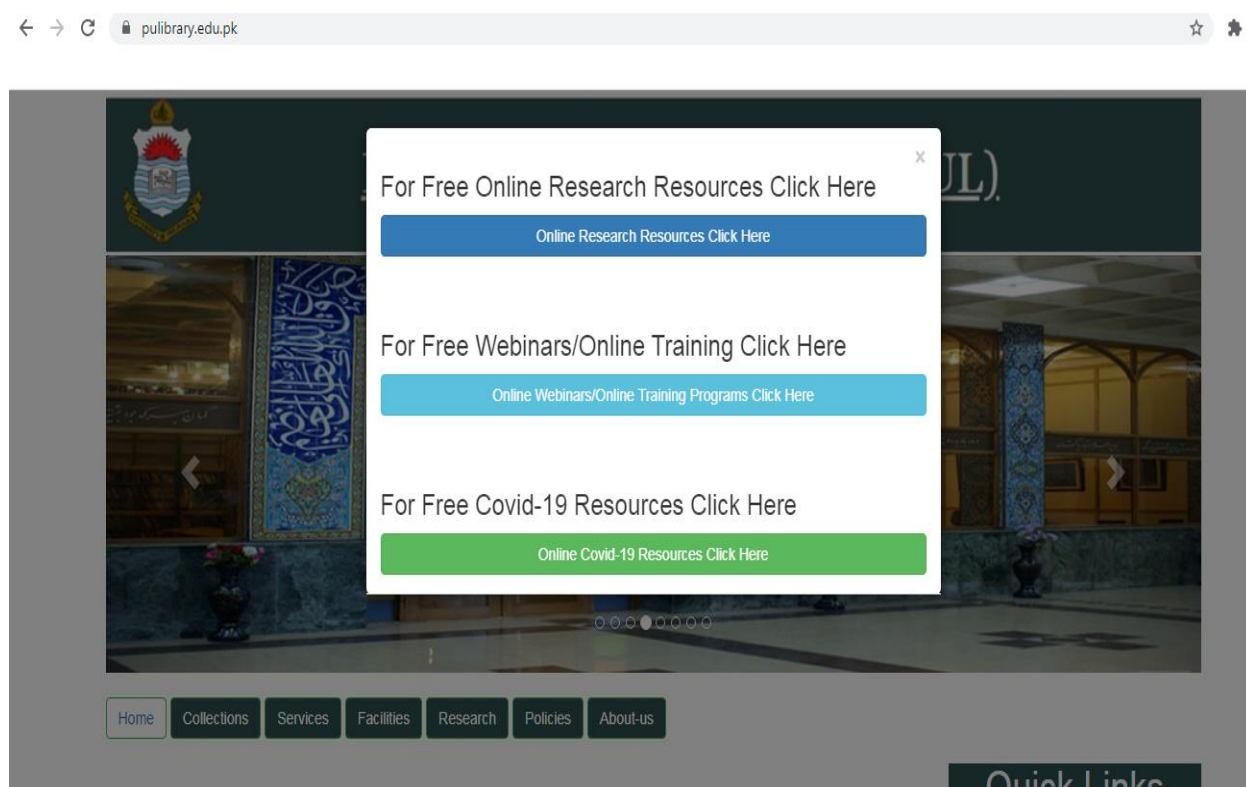 pulibrary.edu.pk
UL)
x
For Free Online Research Resources Click Here
Online Research Resources Click Here
For Free Webinars/Online Training Click Here
Online Webinars/Online Training Programs Click Here
For Free Covid-19 Resources Click Here
Online Covid-19 Resources Click Here
Home Collections Services Facilities Research Policies About-us
Quick Links